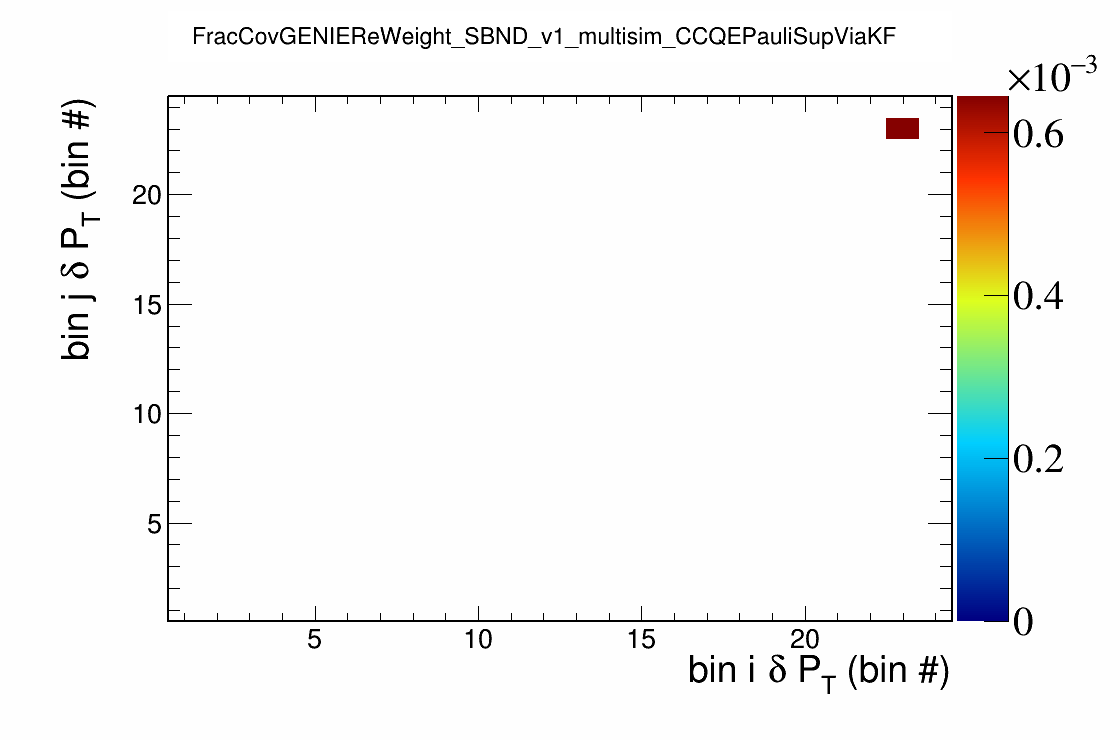 FracCovGENIEReWeight_SBND_v1_multisim_CCQEPauliSupViaKF
×10⁻³
bin j δ P_T (bin #)
20
15
10
5
5 10 15 20
bin i δ P_T (bin #)
0.6
0.4
0.2
0